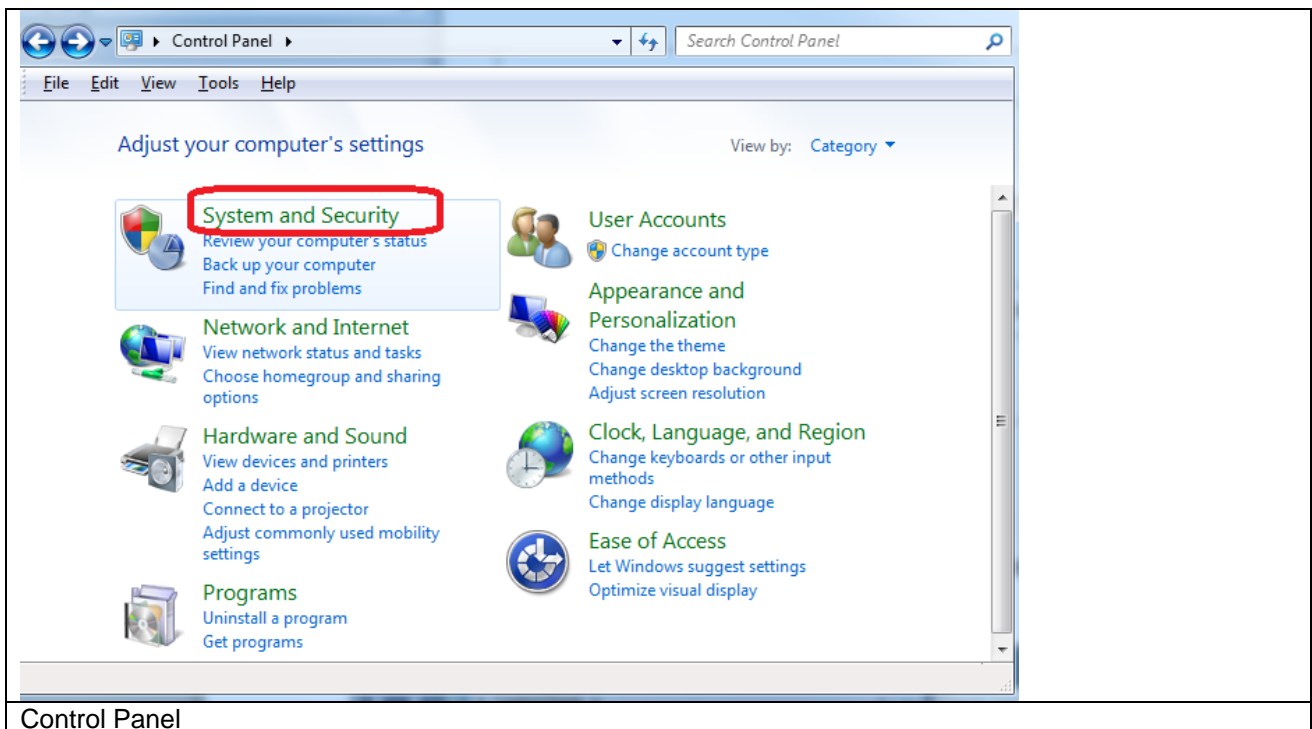 Control Panel
Search Control Panel
File Edit View Tools Help
Adjust your computer's settings
View by: Category
System and Security
Review your computer's status
Back up your computer
Find and fix problems
Network and Internet
View network status and tasks
Choose homegroup and sharing
options
Hardware and Sound
View devices and printers
Add a device
Connect to a projector
Adjust commonly used mobility
settings
Programs
Uninstall a program
Get programs
User Accounts
Change account type
Appearance and
Personalization
Change the theme
Change desktop background
Adjust screen resolution
Clock, Language, and Region
Change keyboards or other input
methods
Change display language
Ease of Access
Let Windows suggest settings
Optimize visual display
Control Panel